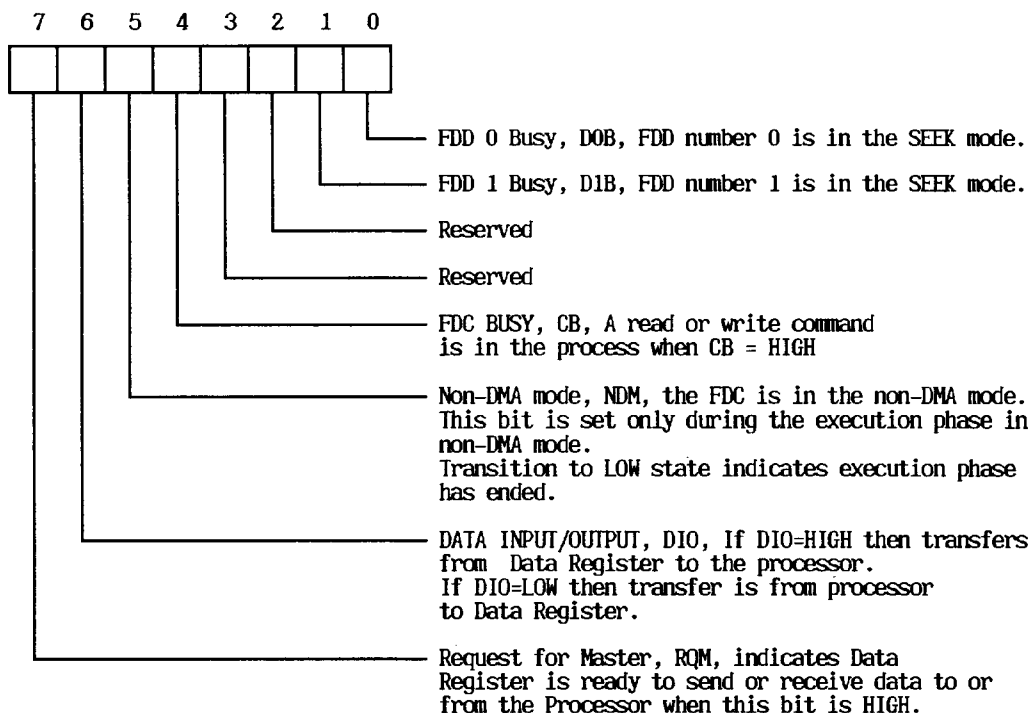 7 6 5 4 3 2 1 0
FDD 0 Busy, D0B, FDD number 0 is in the SEEK mode.
FDD 1 Busy, D1B, FDD number 1 is in the SEEK mode.
Reserved
Reserved
FDC BUSY, CB, A read or write command
is in the process when CB = HIGH
Non-DMA mode, NDM, the FDC is in the non-DMA mode.
This bit is set only during the execution phase in
non-DMA mode.
Transition to LOW state indicates execution phase
has ended.
DATA INPUT/OUTPUT, DIO, If DIO=HIGH then transfers
from Data Register to the processor.
If DIO=LOW then transfer is from processor
to Data Register.
Request for Master, RQM, indicates Data
Register is ready to send or receive data to or
from the Processor when this bit is HIGH.